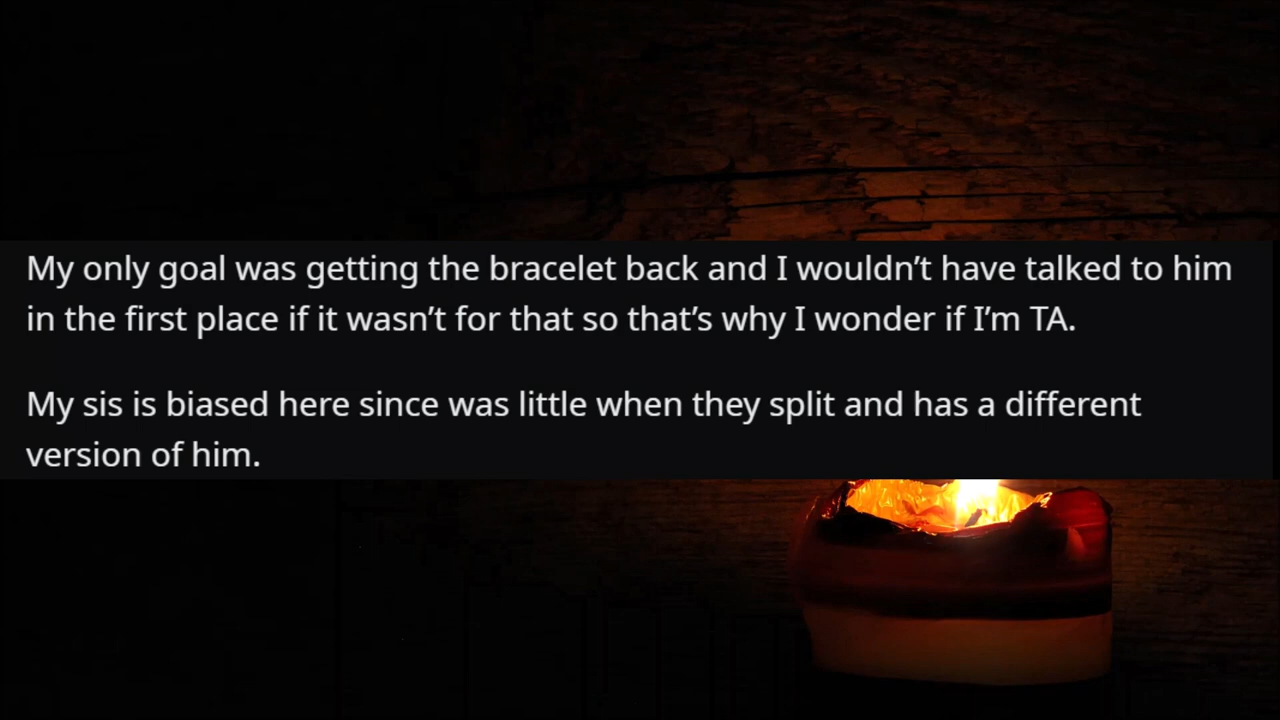 My only goal was getting the bracelet back and I wouldn’t have talked to him
in the first place if it wasn’t for that so that’s why I wonder if I’m TA.
My sis is biased here since was little when they split and has a different
version of him.